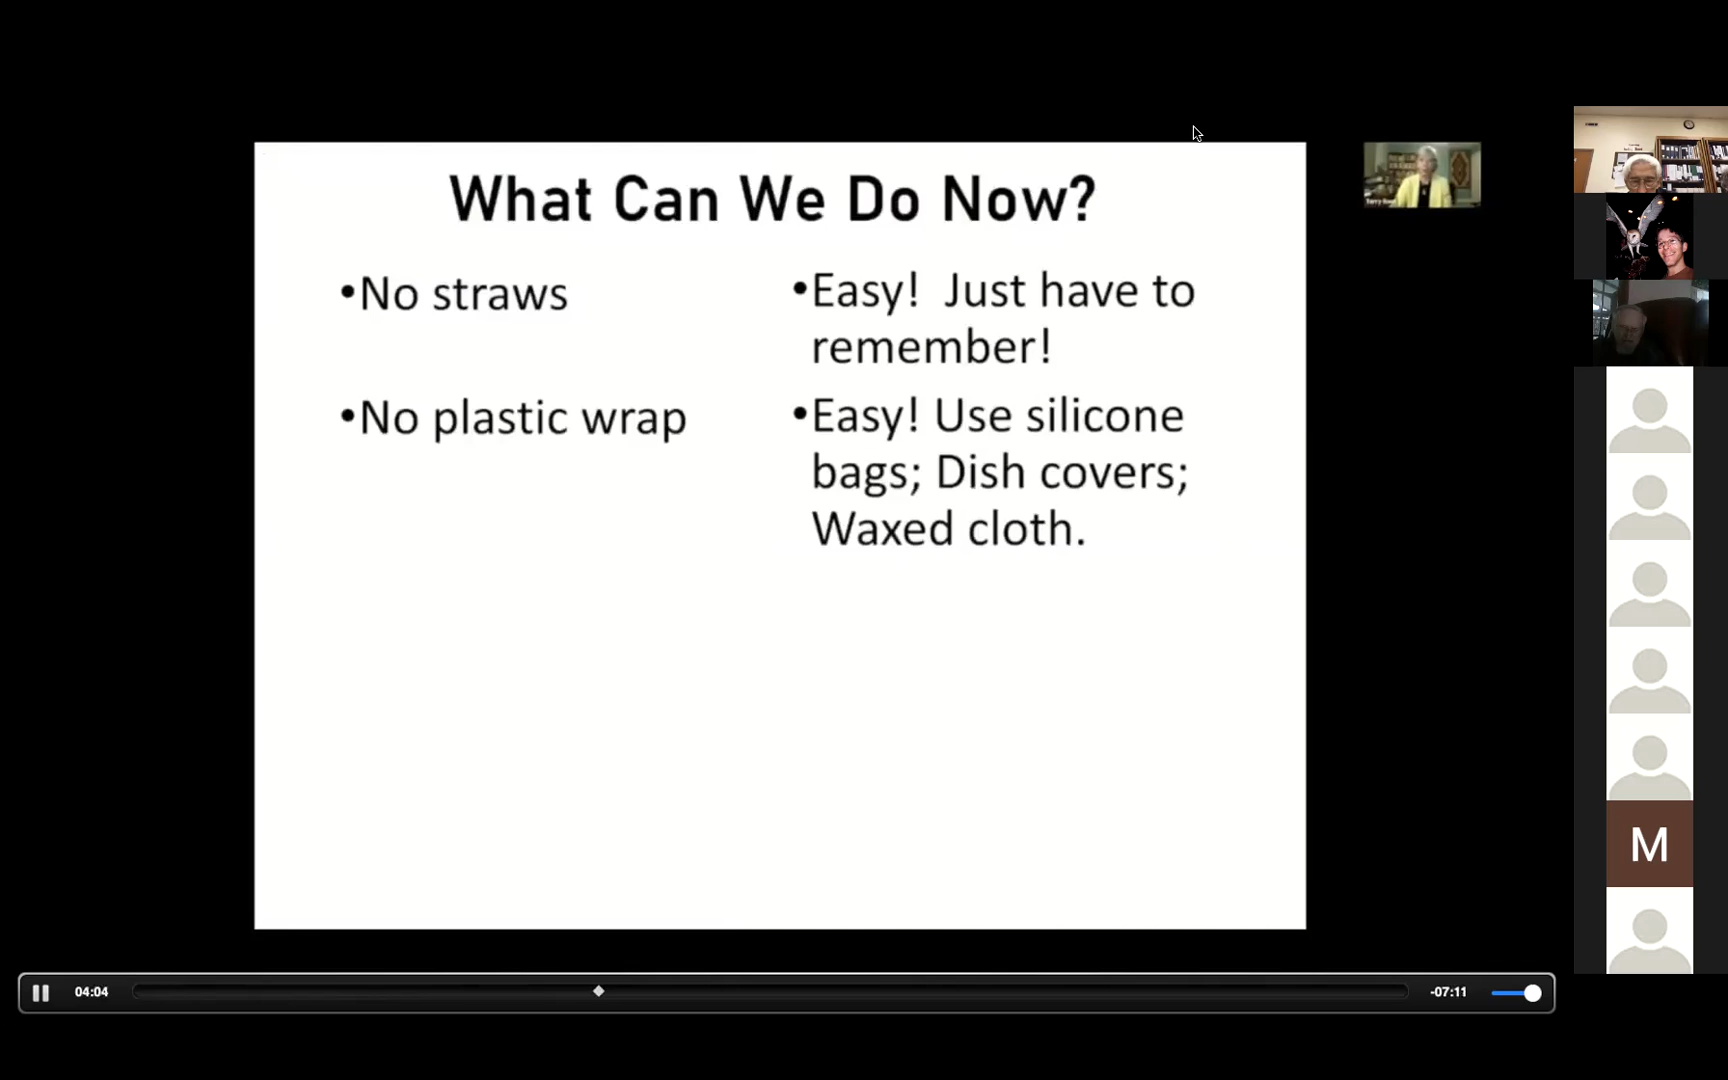 What Can We Do Now?
•No straws
•Easy! Just have to
remember!
•No plastic wrap
•Easy! Use silicone
bags; Dish covers;
Waxed cloth.
M
04:04
-07:11